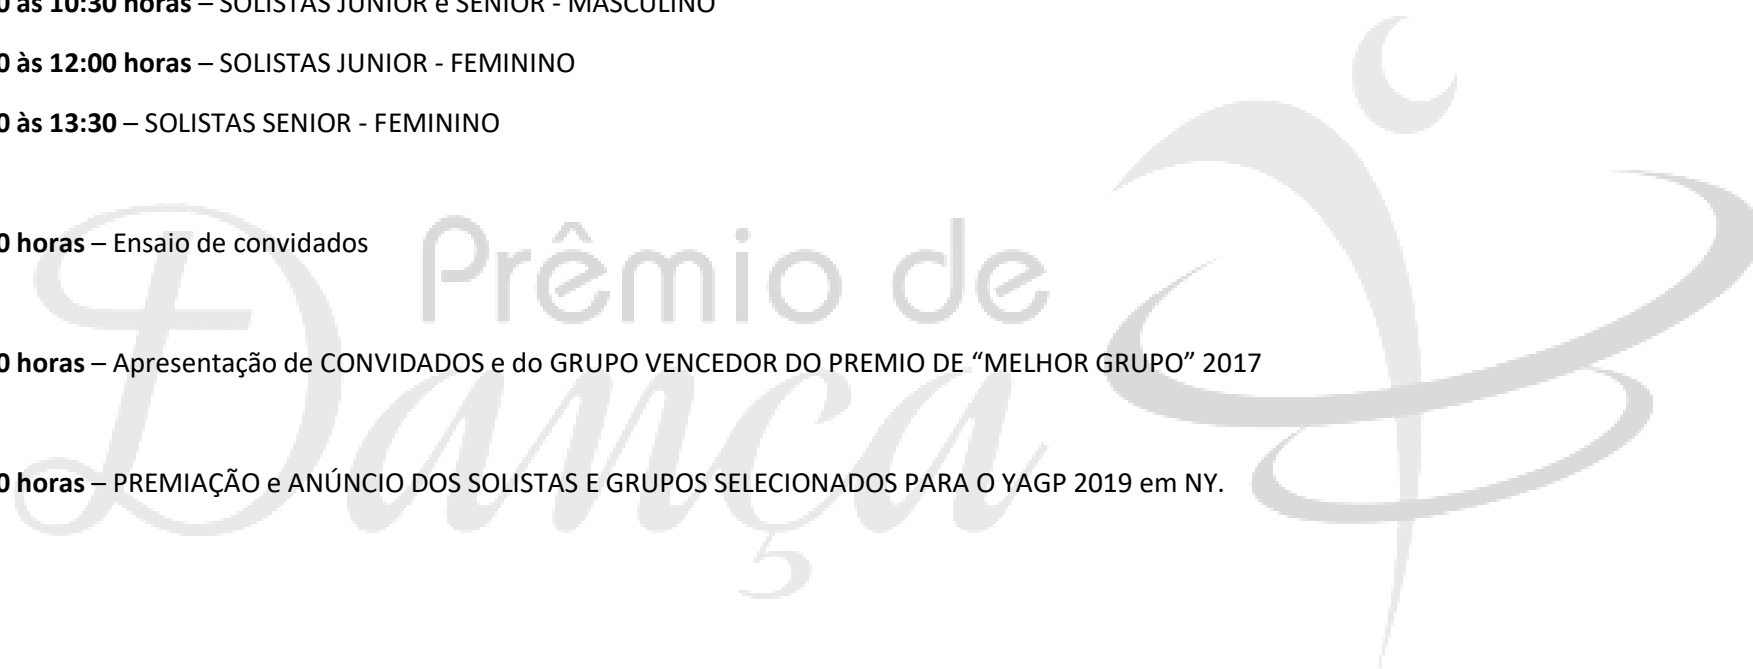 0 às 10:30 horas – SOLISTAS JUNIOR e SENIOR - MASCULINO
0 às 12:00 horas – SOLISTAS JUNIOR - FEMININO
0 às 13:30 – SOLISTAS SENIOR - FEMININO
0 horas – Ensaio de convidados
Prêmio de
0 horas – Apresentação de CONVIDADOS e do GRUPO VENCEDOR DO PREMIO DE “MELHOR GRUPO” 2017
Dança
0 horas – PREMIAÇÃO e ANÚNCIO DOS SOLISTAS E GRUPOS SELECIONADOS PARA O YAGP 2019 em NY.